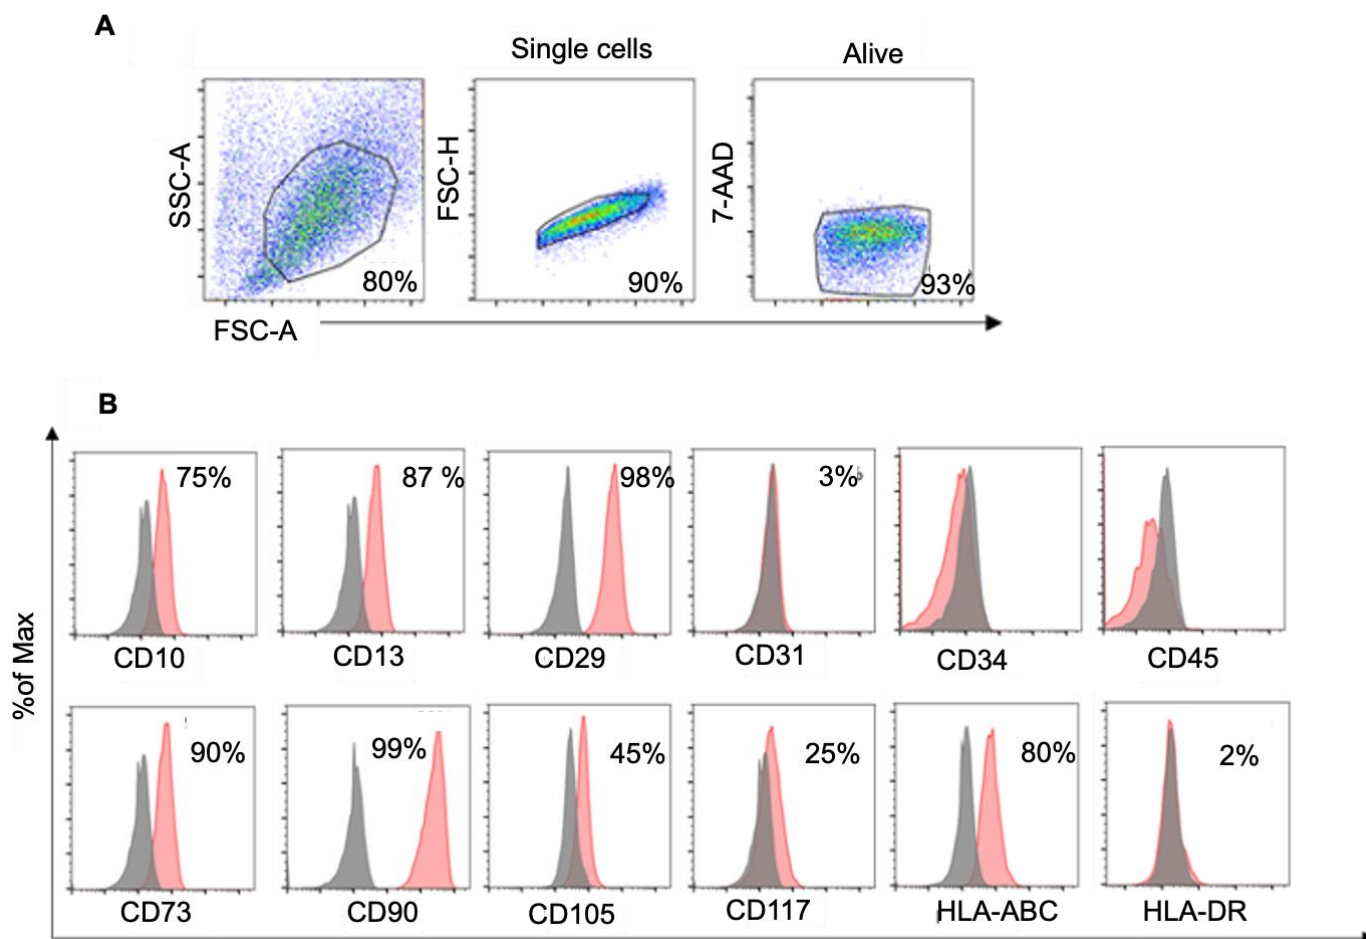 A
Single cells
Alive
SSC-A
FSC-H
7-AAD
80%
90%
93%
FSC-A
B
75%
87 %
98%
3%
CD10
CD13
CD29
CD31
CD34
CD45
%of Max
90%
99%
45%
25%
80%
2%
CD73
CD90
CD105
CD117
HLA-ABC
HLA-DR